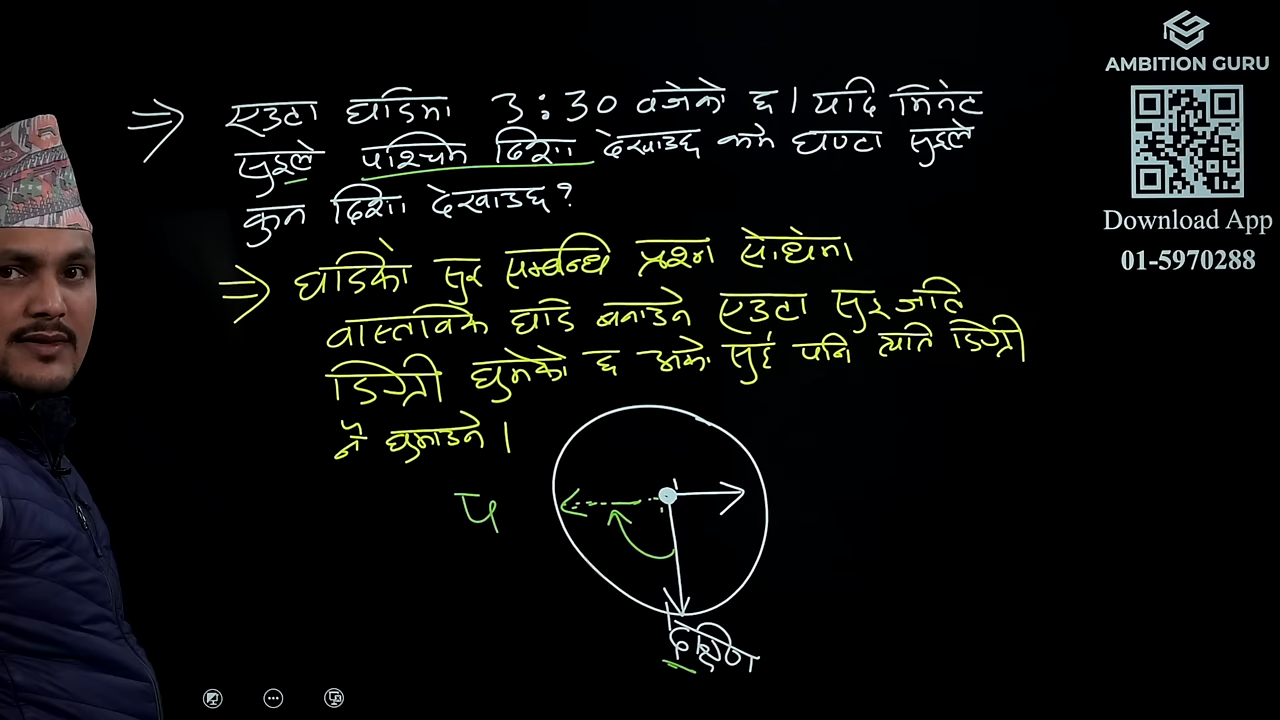 ⇒ एउटा घडिमा 3:30 बजेको छ। यदि मिनेट
सुइले पश्चिम दिशा देखाउछ भने घण्टा सुइले
कुन दिशा देखाउछ?
⇒ घडिको सुइ सम्बन्धि प्रश्न सोधेमा
वास्तविक घडि बनाउने एउटा सुइ जति
डिग्री घुमेको छ अर्को सुई पनि त्यति डिग्री
नै घुमाउने।
प
दक्षिण
AMBITION GURU
Download App
01-5970288